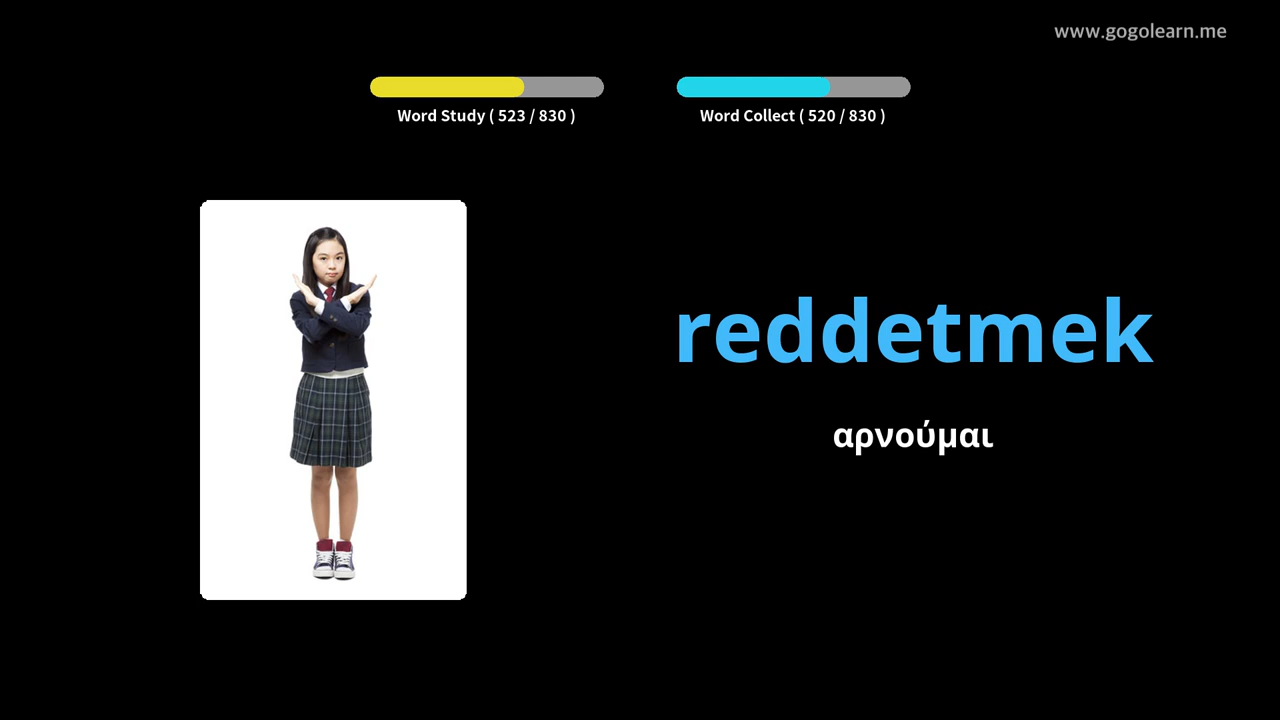 www.gogolearn.me
Word Study ( 523 / 830 )
Word Collect ( 520 / 830 )
reddetmek
αρνούμαι